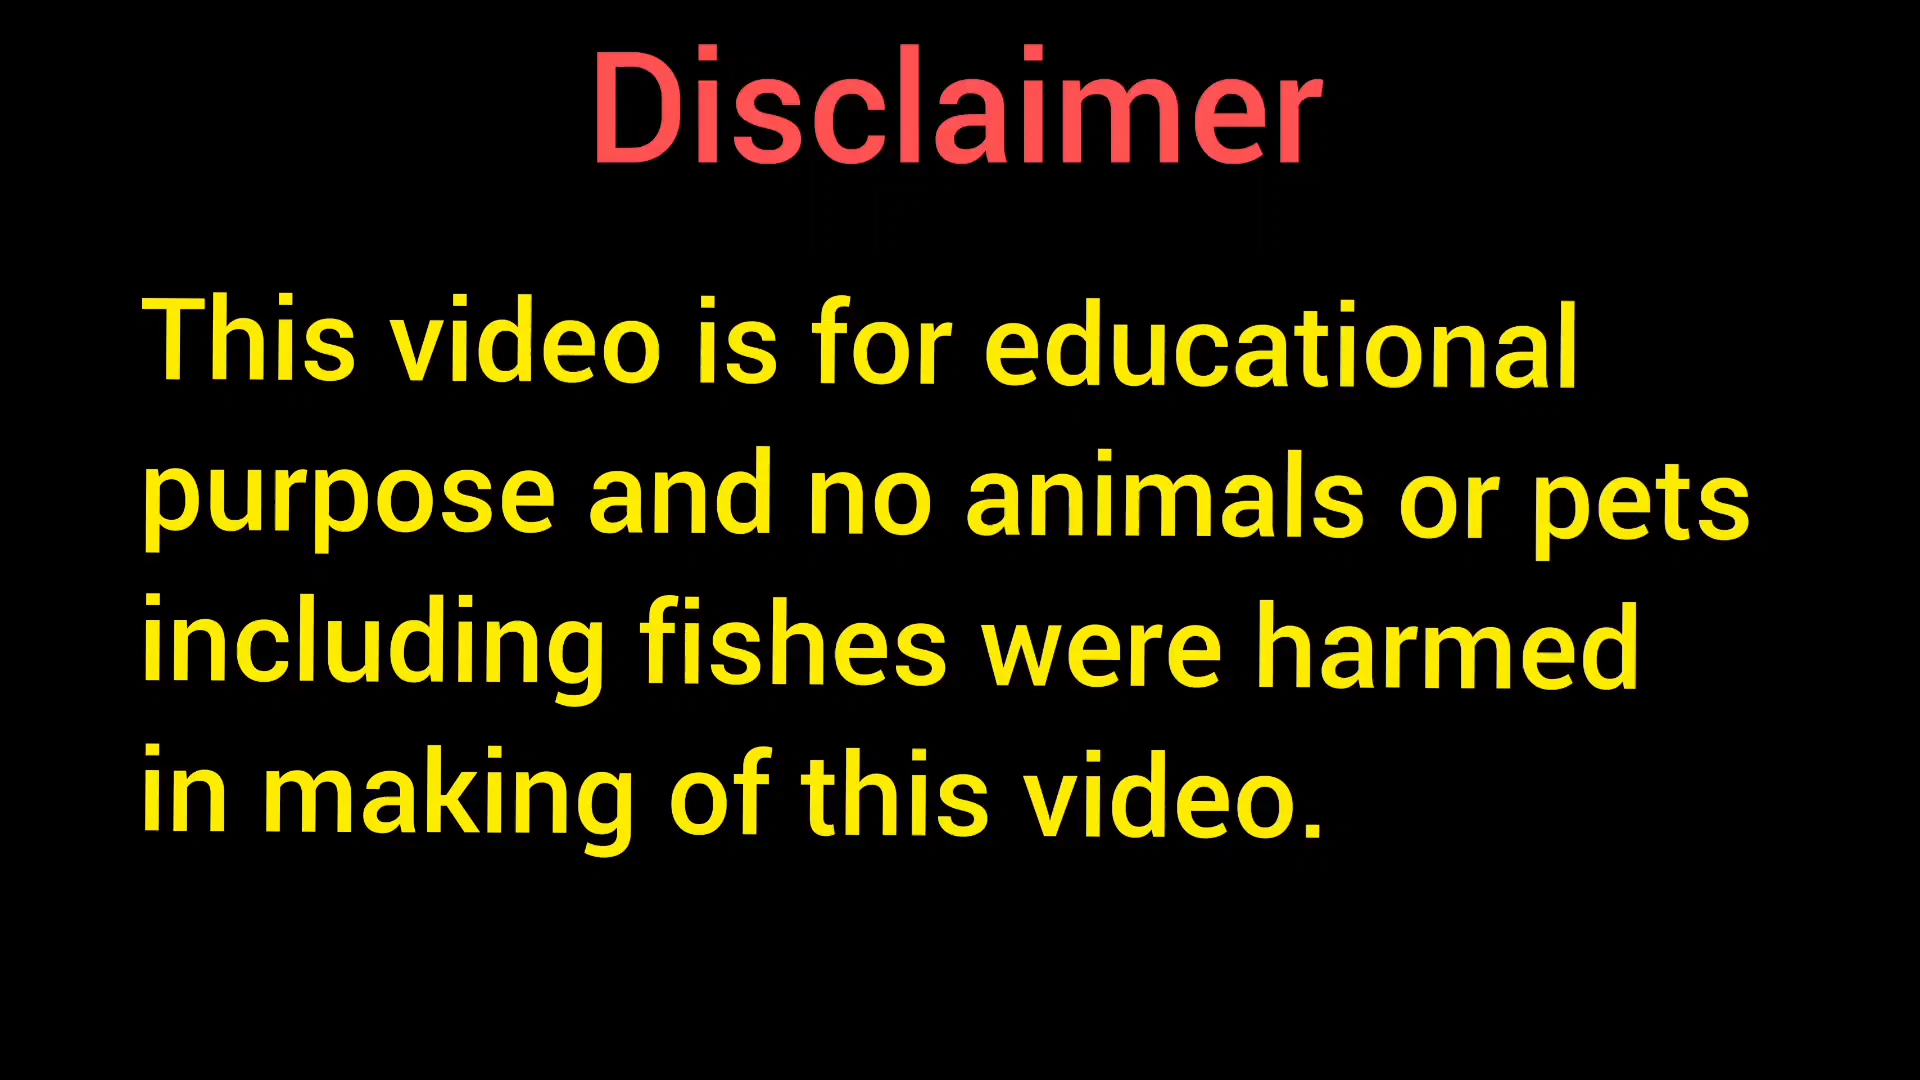 Disclaimer
This video is for educational
purpose and no animals or pets
including fishes were harmed
in making of this video.